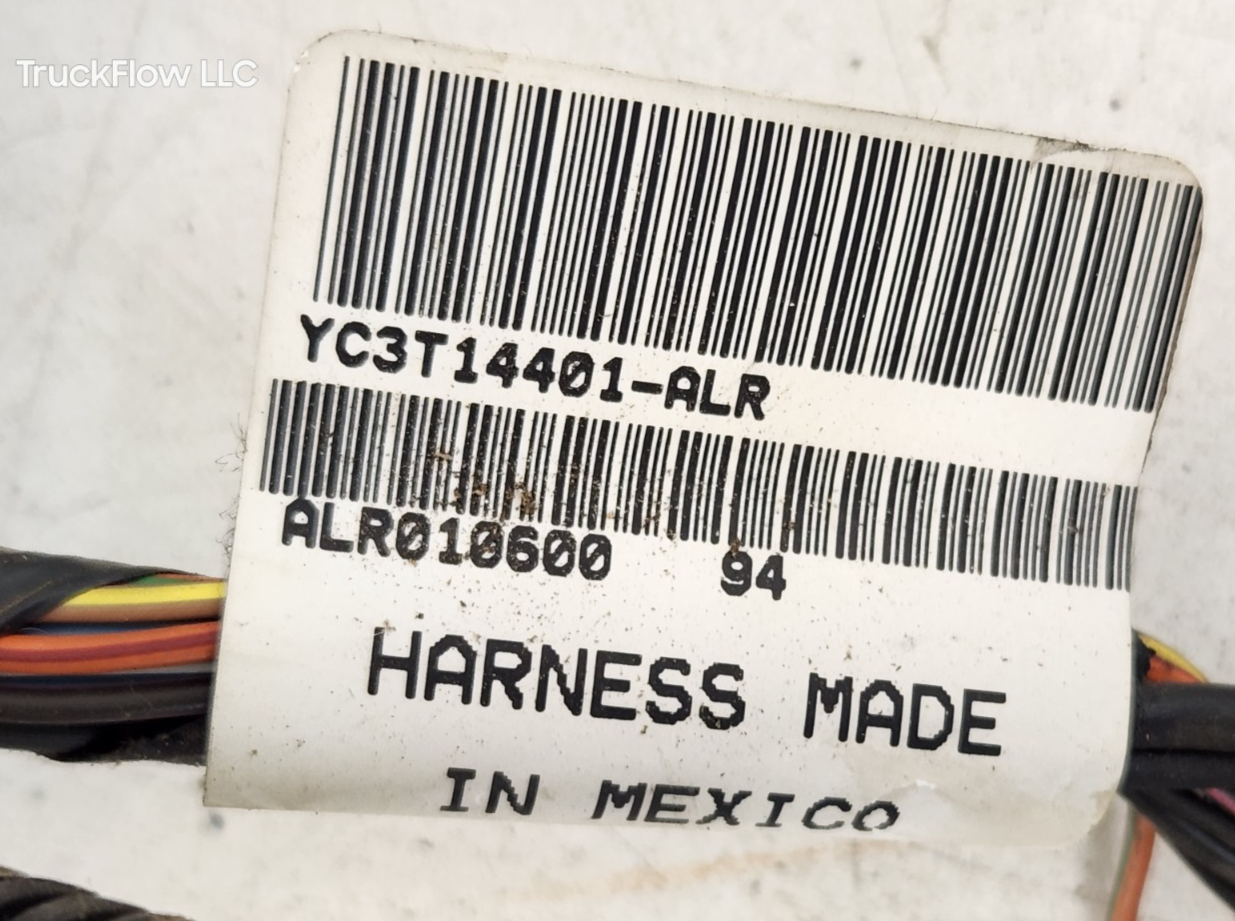 TruckFlow LLC
YC3T14401-ALR
ALR010600 94
HARNESS MADE
IN MEXICO